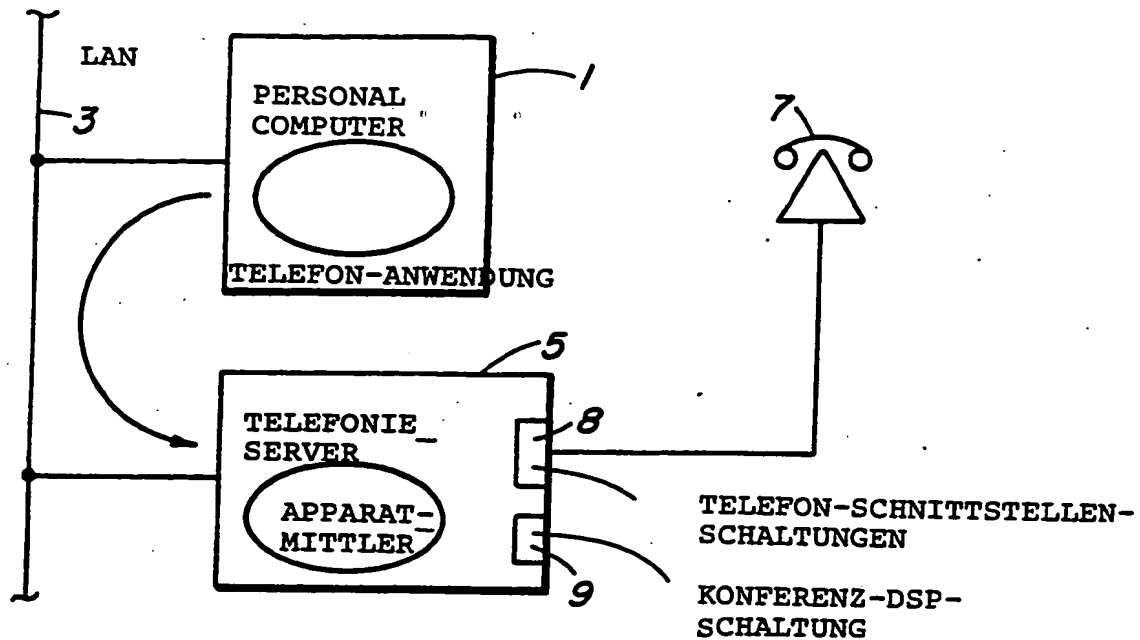 LAN
1
3
PERSONAL
COMPUTER
7
TELEFON-ANWENDUNG
5
TELEFONIE_
SERVER
8
APPARAT-
MITTLER
9
TELEFON-SCHNITTSTELLEN-
SCHALTUNGEN
KONFERENZ-DSP-
SCHALTUNG